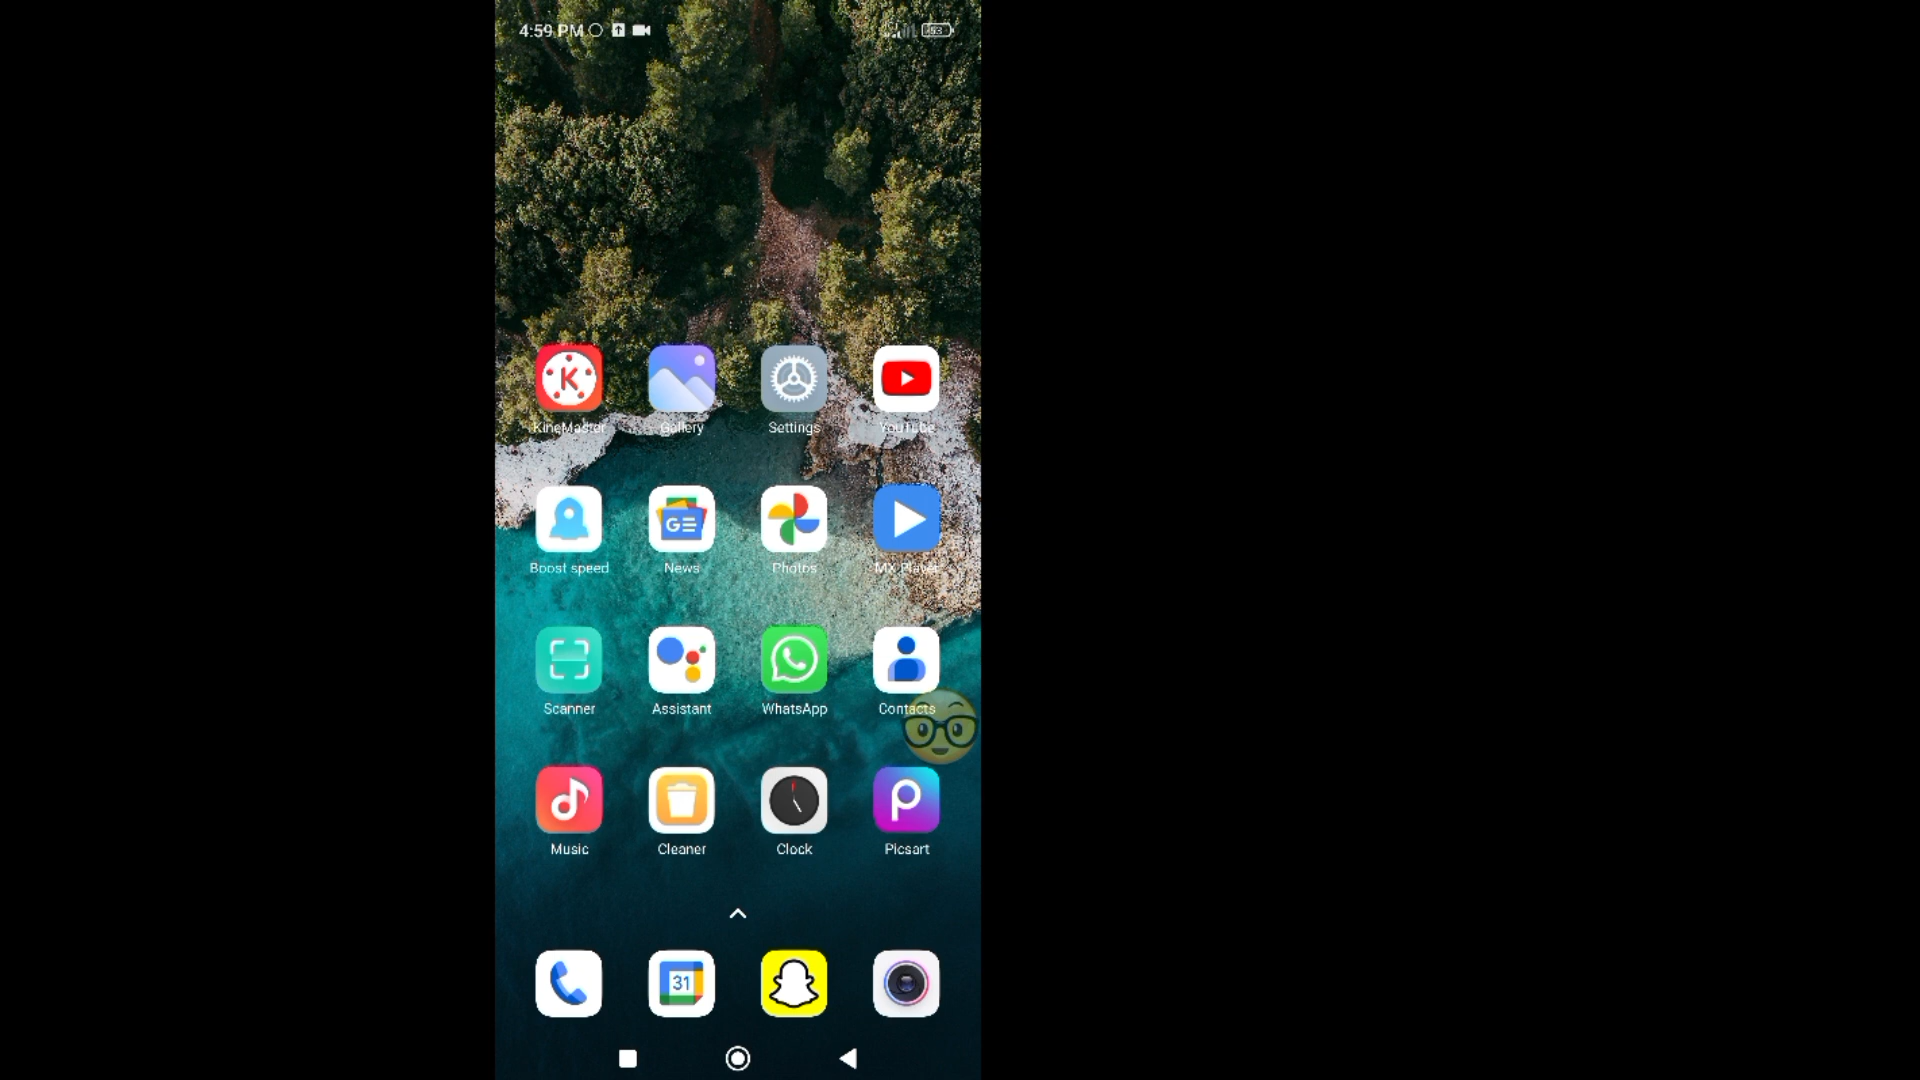 4:59 PM 53
KineMaster Gallery Settings YouTube
Boost speed News Photos MX Player
Scanner Assistant WhatsApp Contacts
Music Cleaner Clock Picsart
31